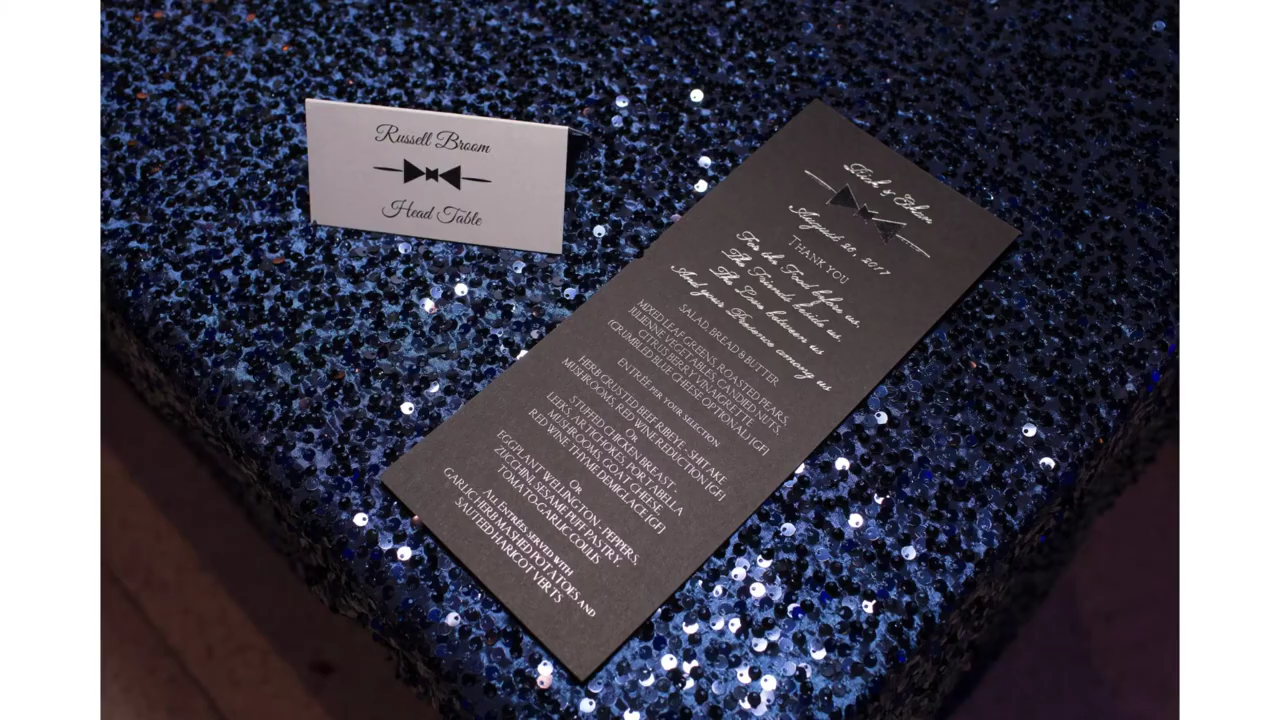 Russell Broom
Head Table
Rich & Ethan
August 26, 2017
THANK YOU
For the Food before us,
The Friends beside us,
The Love between us
And your Presence among us
SALAD, BREAD & BUTTER
MIXED LEAF GREENS, ROASTED PEARS,
JULIENNE VEGETABLES, CANDIED NUTS,
CITRUS BERRY VINAIGRETTE
(CRUMBLED BLUE CHEESE OPTIONAL) [GF]
ENTRÉE PER YOUR SELECTION
HERB CRUSTED BEEF RIBEYE - SHITAKE
MUSHROOMS, RED WINE REDUCTION [GF]
OR
STUFFED CHICKEN BREAST,
LEEKS, ARTICHOKES, PORTABELLA
MUSHROOMS, GOAT CHEESE,
RED WINE THYME DEMIGLACE [GF]
OR
EGGPLANT WELLINGTON - PEPPERS,
ZUCCHINI, SESAME PUFF PASTRY,
TOMATO-GARLIC COULIS
ALL ENTRÉES SERVED WITH
GARLIC HERB MASHED POTATOES AND
SAUTEED HARICOT VERTS